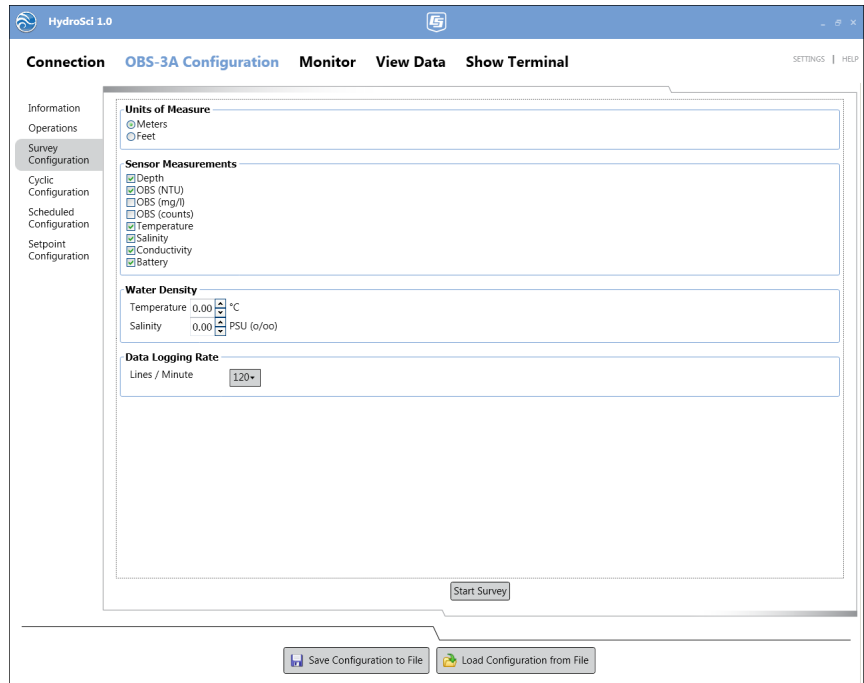 HydroSci 1.0
Connection OBS-3A Configuration Monitor View Data Show Terminal
SETTINGS | HELP
Information
Operations
Survey
Configuration
Cyclic
Configuration
Scheduled
Configuration
Setpoint
Configuration
Units of Measure
Meters
Feet
Sensor Measurements
Depth
OBS (NTU)
OBS (mg/l)
OBS (counts)
Temperature
Salinity
Conductivity
Battery
Water Density
Temperature 0.00 °C
Salinity 0.00 PSU (o/oo)
Data Logging Rate
Lines / Minute 120
Start Survey
Save Configuration to File Load Configuration from File